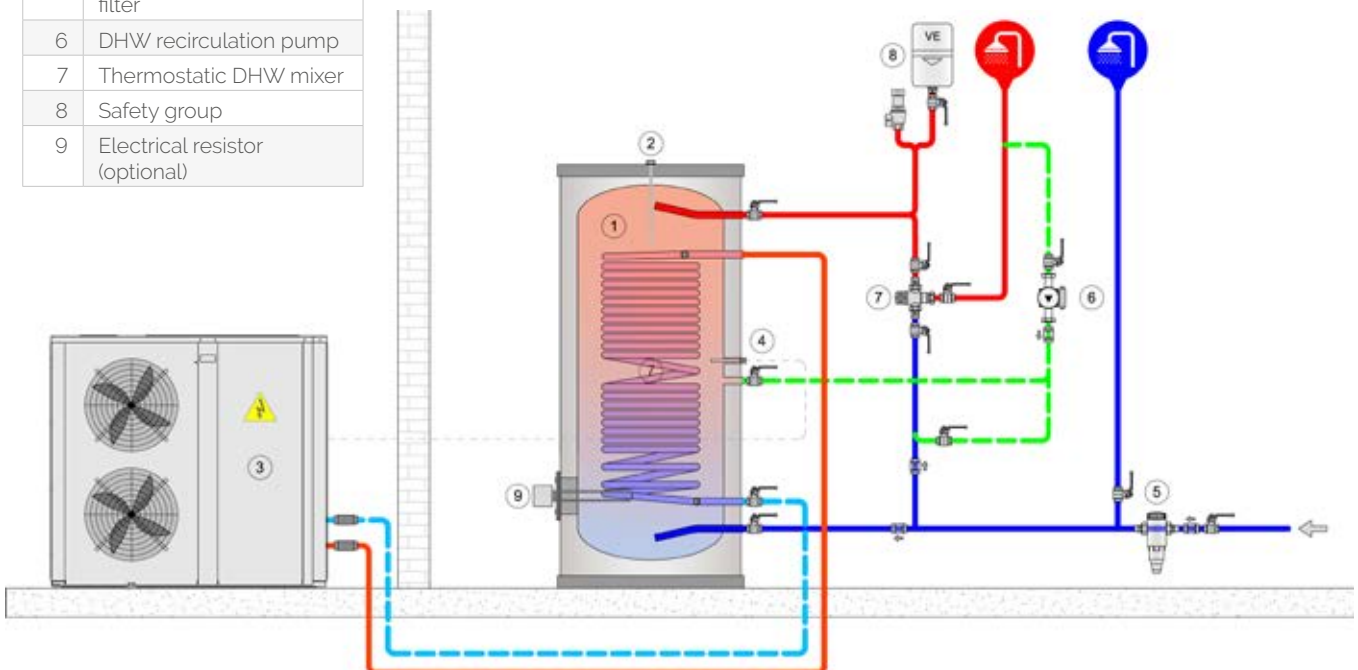 filter
6 DHW recirculation pump
7 Thermostatic DHW mixer
8 Safety group
9 Electrical resistor
(optional)
VE
8
2
1
7
6
4
7
3
9
5